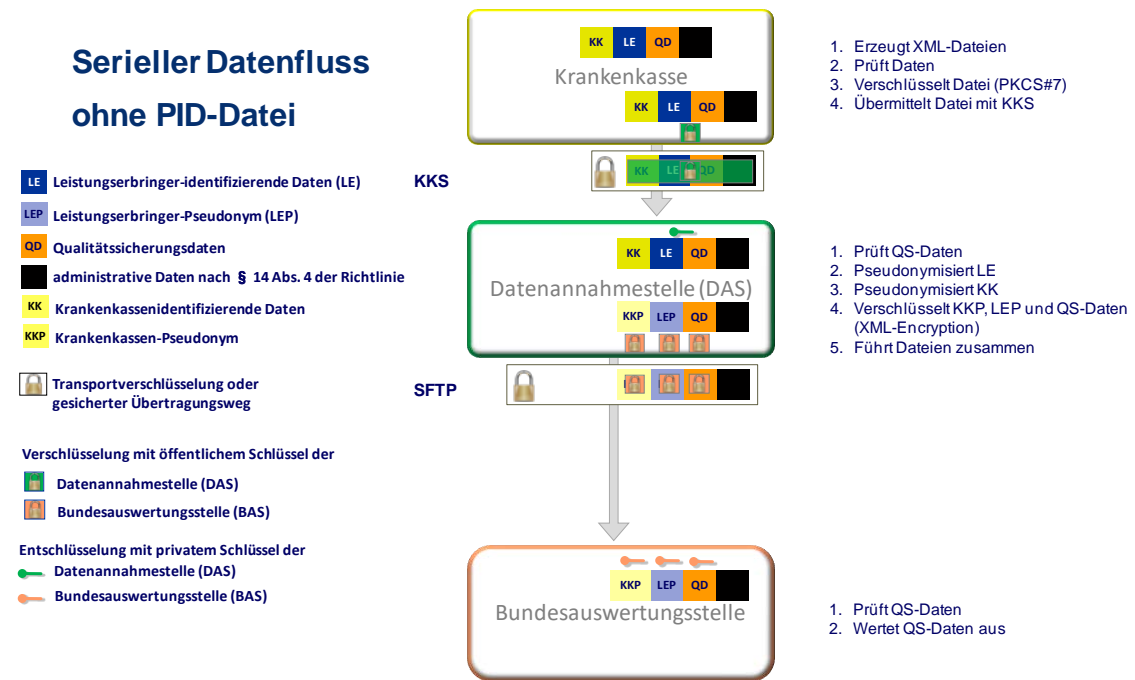 Serieller Datenfluss
ohne PID-Datei
LE Leistungserbringer-identifizierende Daten (LE)
LEP Leistungserbringer-Pseudonym (LEP)
QD Qualitätssicherungsdaten
administrative Daten nach § 14 Abs. 4 der Richtlinie
KK Krankenkassenidentifizierende Daten
KKP Krankenkassen-Pseudonym
Transportverschlüsselung oder
gesicherter Übertragungsweg
Verschlüsselung mit öffentlichem Schlüssel der
Datenannahmestelle (DAS)
Bundesauswertungsstelle (BAS)
Entschlüsselung mit privatem Schlüssel der
Datenannahmestelle (DAS)
Bundesauswertungsstelle (BAS)
KK LE QD
Krankenkasse
KK LE QD
1. Erzeugt XML-Dateien
2. Prüft Daten
3. Verschlüsselt Datei (PKCS#7)
4. Übermittelt Datei mit KKS
KKS
KK LE QD
KK LE QD
Datenannahmestelle (DAS)
KKP LEP QD
1. Prüft QS-Daten
2. Pseudonymisiert LE
3. Pseudonymisiert KK
4. Verschlüsselt KKP, LEP und QS-Daten
(XML-Encryption)
5. Führt Dateien zusammen
SFTP
KKP LEP QD
Bundesauswertungsstelle
1. Prüft QS-Daten
2. Wertet QS-Daten aus